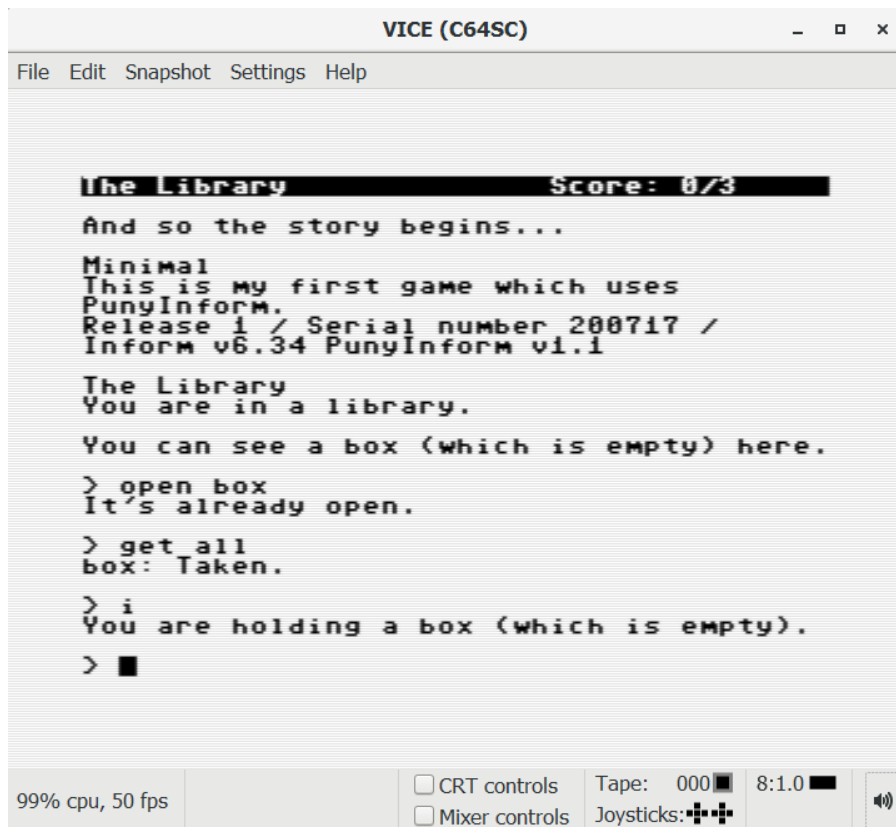 VICE (C64SC)
File Edit Snapshot Settings Help
The Library Score: 0/3
And so the story begins...
Minimal
This is my first game which uses
PunyInform.
Release 1 / Serial number 200717 /
Inform v6.34 PunyInform v1.1
The Library
You are in a library.
You can see a box (which is empty) here.
> open box
It's already open.
> get all
box: Taken.
> i
You are holding a box (which is empty).
>
99% cpu, 50 fps
CRT controls
Mixer controls
Tape: 000
Joysticks:
8:1.0